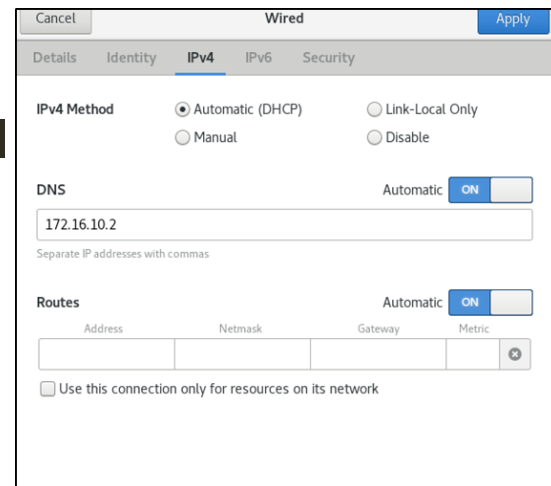 Cancel Wired Apply
Details Identity IPv4 IPv6 Security
IPv4 Method Automatic (DHCP) Link-Local Only
Manual Disable
DNS Automatic ON
172.16.10.2
Separate IP addresses with commas
Routes Automatic ON
Address Netmask Gateway Metric
Use this connection only for resources on its network